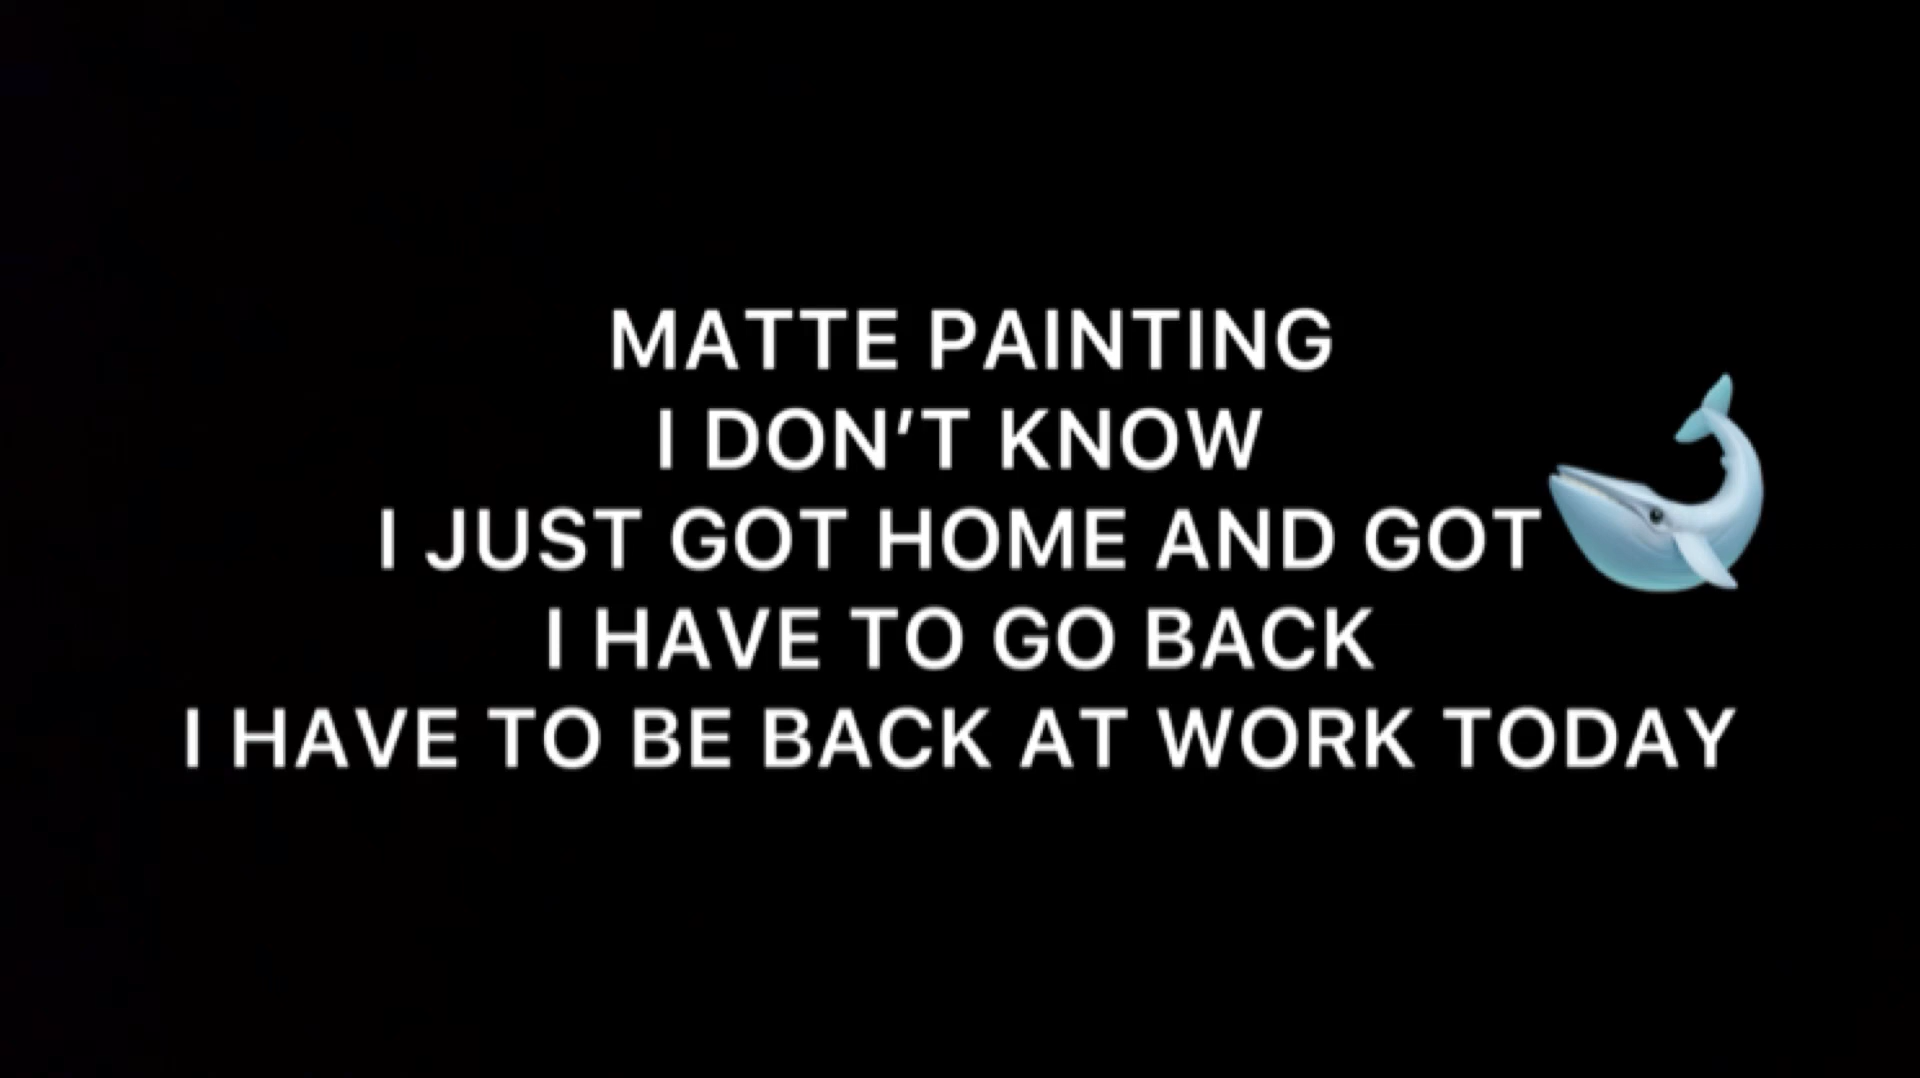 MATTE PAINTING
I DON’T KNOW
I JUST GOT HOME AND GOT 🐋
I HAVE TO GO BACK
I HAVE TO BE BACK AT WORK TODAY